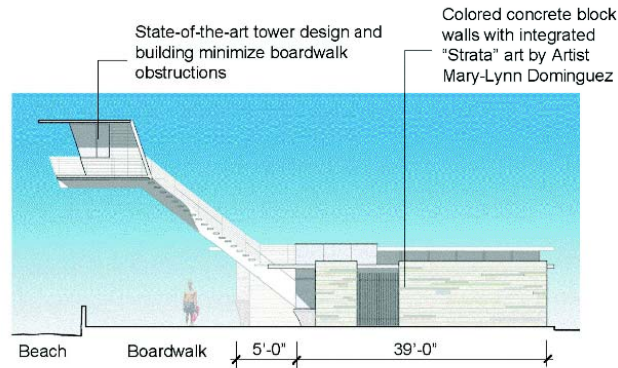 State-of-the-art tower design and
building minimize boardwalk
obstructions
Colored concrete block
walls with integrated
“Strata” art by Artist
Mary-Lynn Dominguez
Beach
Boardwalk
5'-0"
39'-0"